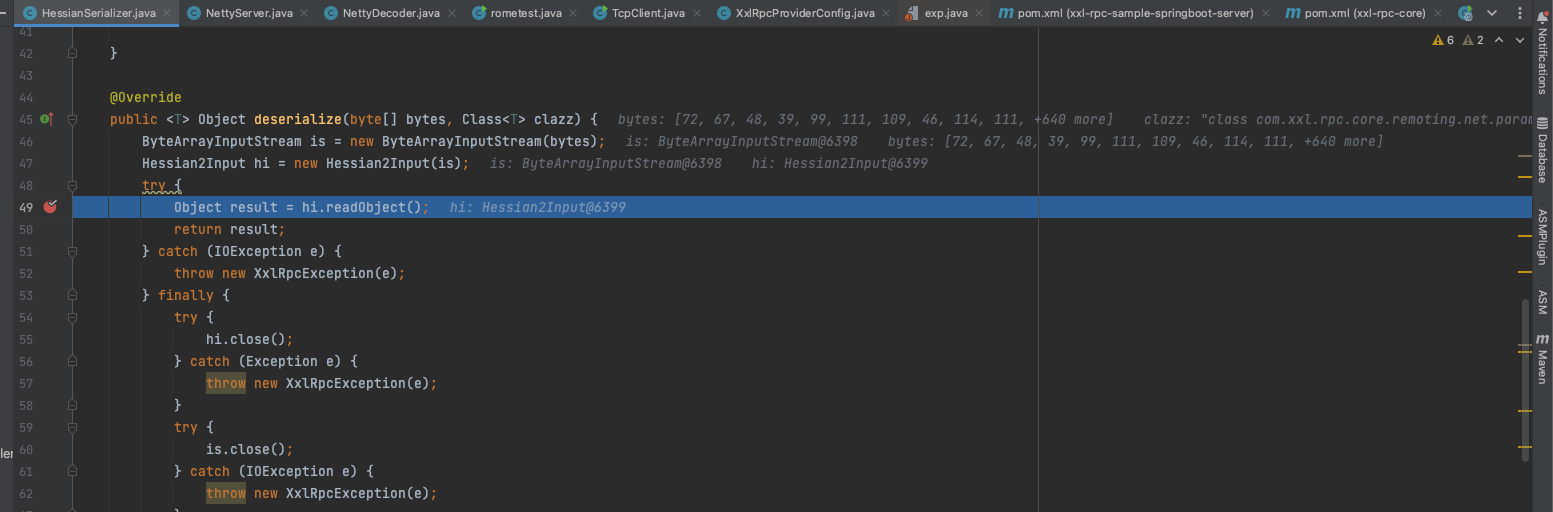 HessianSerializer.java NettyServer.java NettyDecoder.java rometest.java TcpClient.java XxlRpcProviderConfig.java exp.java pom.xml (xxl-rpc-sample-springboot-server) pom.xml (xxl-rpc-core)
41
42 }
6 2
43
44 @Override
45 public <T> Object deserialize(byte[] bytes, Class<T> clazz) { bytes: [72, 67, 48, 39, 99, 111, 109, 46, 114, 111, +640 more] clazz: "class com.xxl.rpc.core.remoting.net.param
46 ByteArrayInputStream is = new ByteArrayInputStream(bytes); is: ByteArrayInputStream@6398 bytes: [72, 67, 48, 39, 99, 111, 109, 46, 114, 111, +640 more]
47 Hessian2Input hi = new Hessian2Input(is); is: ByteArrayInputStream@6398 hi: Hessian2Input@6399
48 try {
49 Object result = hi.readObject(); hi: Hessian2Input@6399
50 return result;
51 } catch (IOException e) {
52 throw new XxlRpcException(e);
53 } finally {
54 try {
55 hi.close();
56 } catch (Exception e) {
57 throw new XxlRpcException(e);
58 }
59 try {
60 is.close();
ler
61 } catch (IOException e) {
62 throw new XxlRpcException(e);
Notifications
Database
ASMPlugin
ASM
m Maven